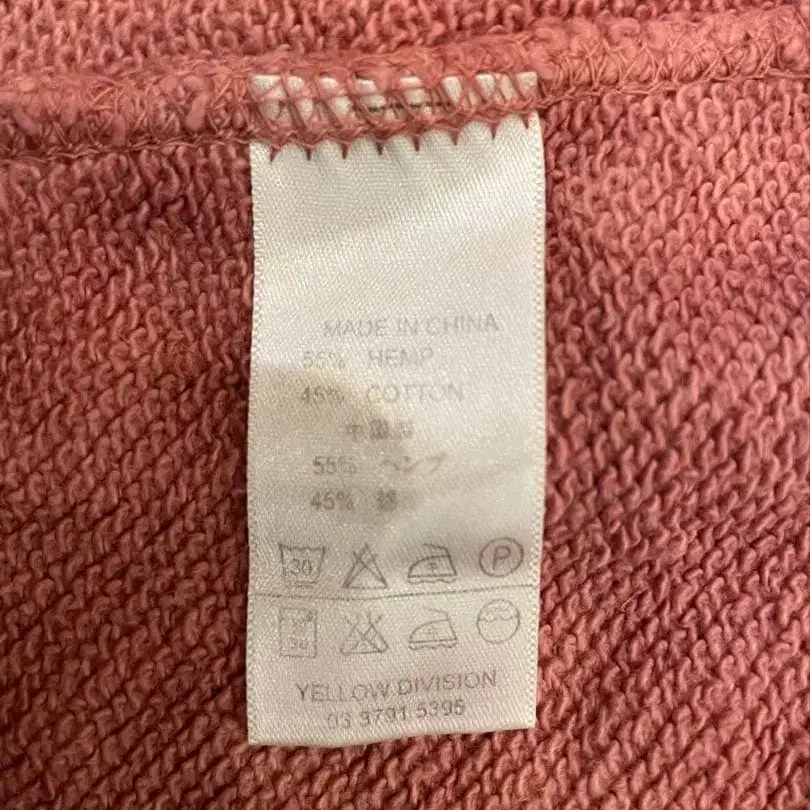 MADE IN CHINA
55% HEMP
45% COTTON
中国製
55% ヘンプ
45% 綿
30 P
30
YELLOW DIVISION
03 3791 5395